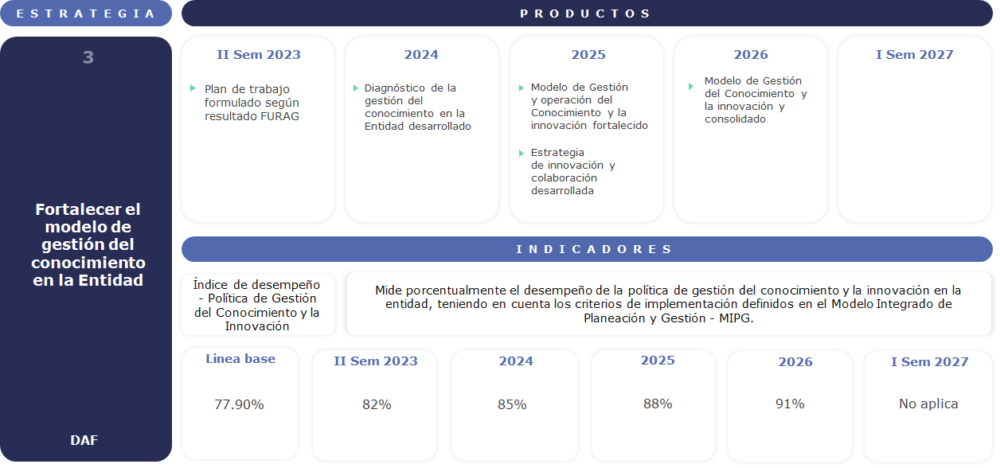 ESTRATEGIA
PRODUCTOS
3
Fortalecer el
modelo de
gestión del
conocimiento
en la Entidad
DAF
II Sem 2023
Plan de trabajo
formulado según
resultado FURAG
2024
Diagnóstico de la
gestión del
conocimiento en la
Entidad desarrollado
2025
Modelo de Gestión
y operación del
Conocimiento y la
innovación fortalecido
Estrategia
de innovación y
colaboración
desarrollada
2026
Modelo de Gestión
del Conocimiento y
la innovación y
consolidado
I Sem 2027
INDICADORES
Índice de desempeño
- Política de Gestión
del Conocimiento y la
Innovación
Mide porcentualmente el desempeño de la política de gestión del conocimiento y la innovación en la
entidad, teniendo en cuenta los criterios de implementación definidos en el Modelo Integrado de
Planeación y Gestión - MIPG.
Linea base
77.90%
II Sem 2023
82%
2024
85%
2025
88%
2026
91%
I Sem 2027
No aplica